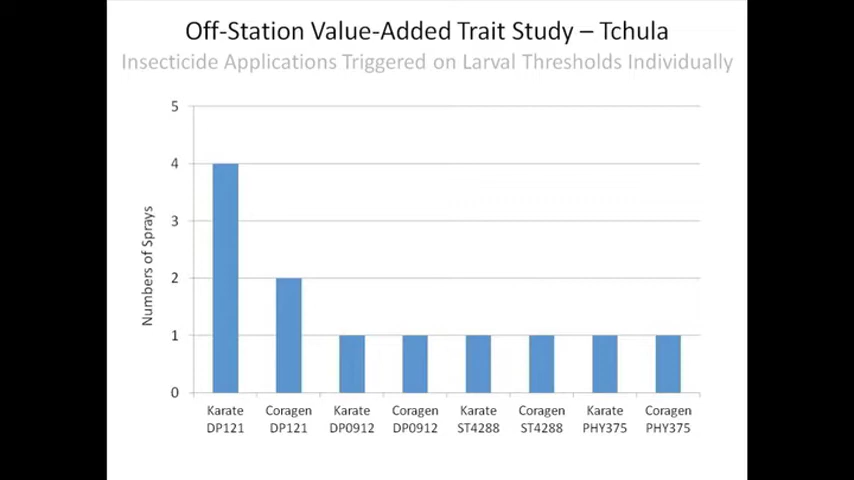 Off-Station Value-Added Trait Study – Tchula
Insecticide Applications Triggered on Larval Thresholds Individually
Numbers of Sprays
5
4
3
2
1
0
Karate DP121
Coragen DP121
Karate DP0912
Coragen DP0912
Karate ST4288
Coragen ST4288
Karate PHY375
Coragen PHY375